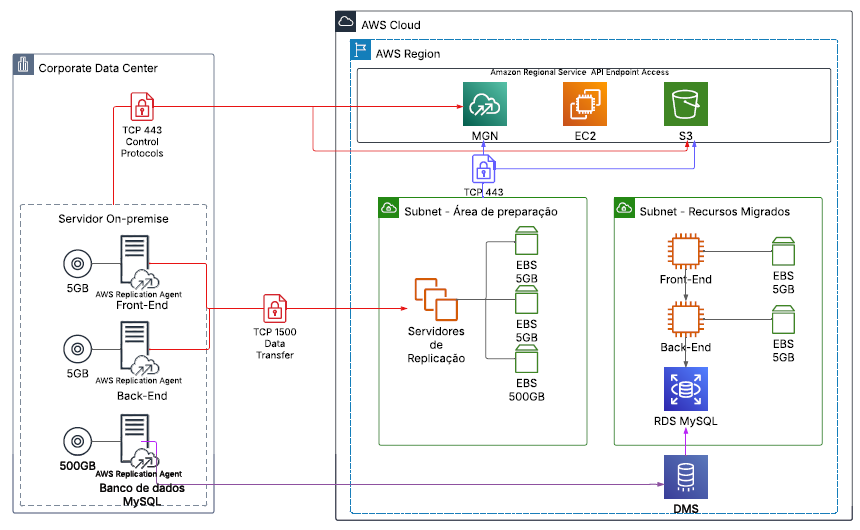 AWS Cloud
AWS Region
Corporate Data Center
Amazon Regional Service API Endpoint Access
MGN
EC2
S3
TCP 443
Control
Protocols
TCP 443
Servidor On-premise
5GB
AWS Replication Agent
Front-End
5GB
AWS Replication Agent
Back-End
500GB
AWS Replication Agent
Banco de dados
MySQL
TCP 1500
Data
Transfer
Subnet - Área de preparação
Servidores
de
Replicação
EBS
5GB
EBS
5GB
EBS
500GB
Subnet - Recursos Migrados
Front-End
EBS
5GB
Back-End
EBS
5GB
RDS MySQL
DMS